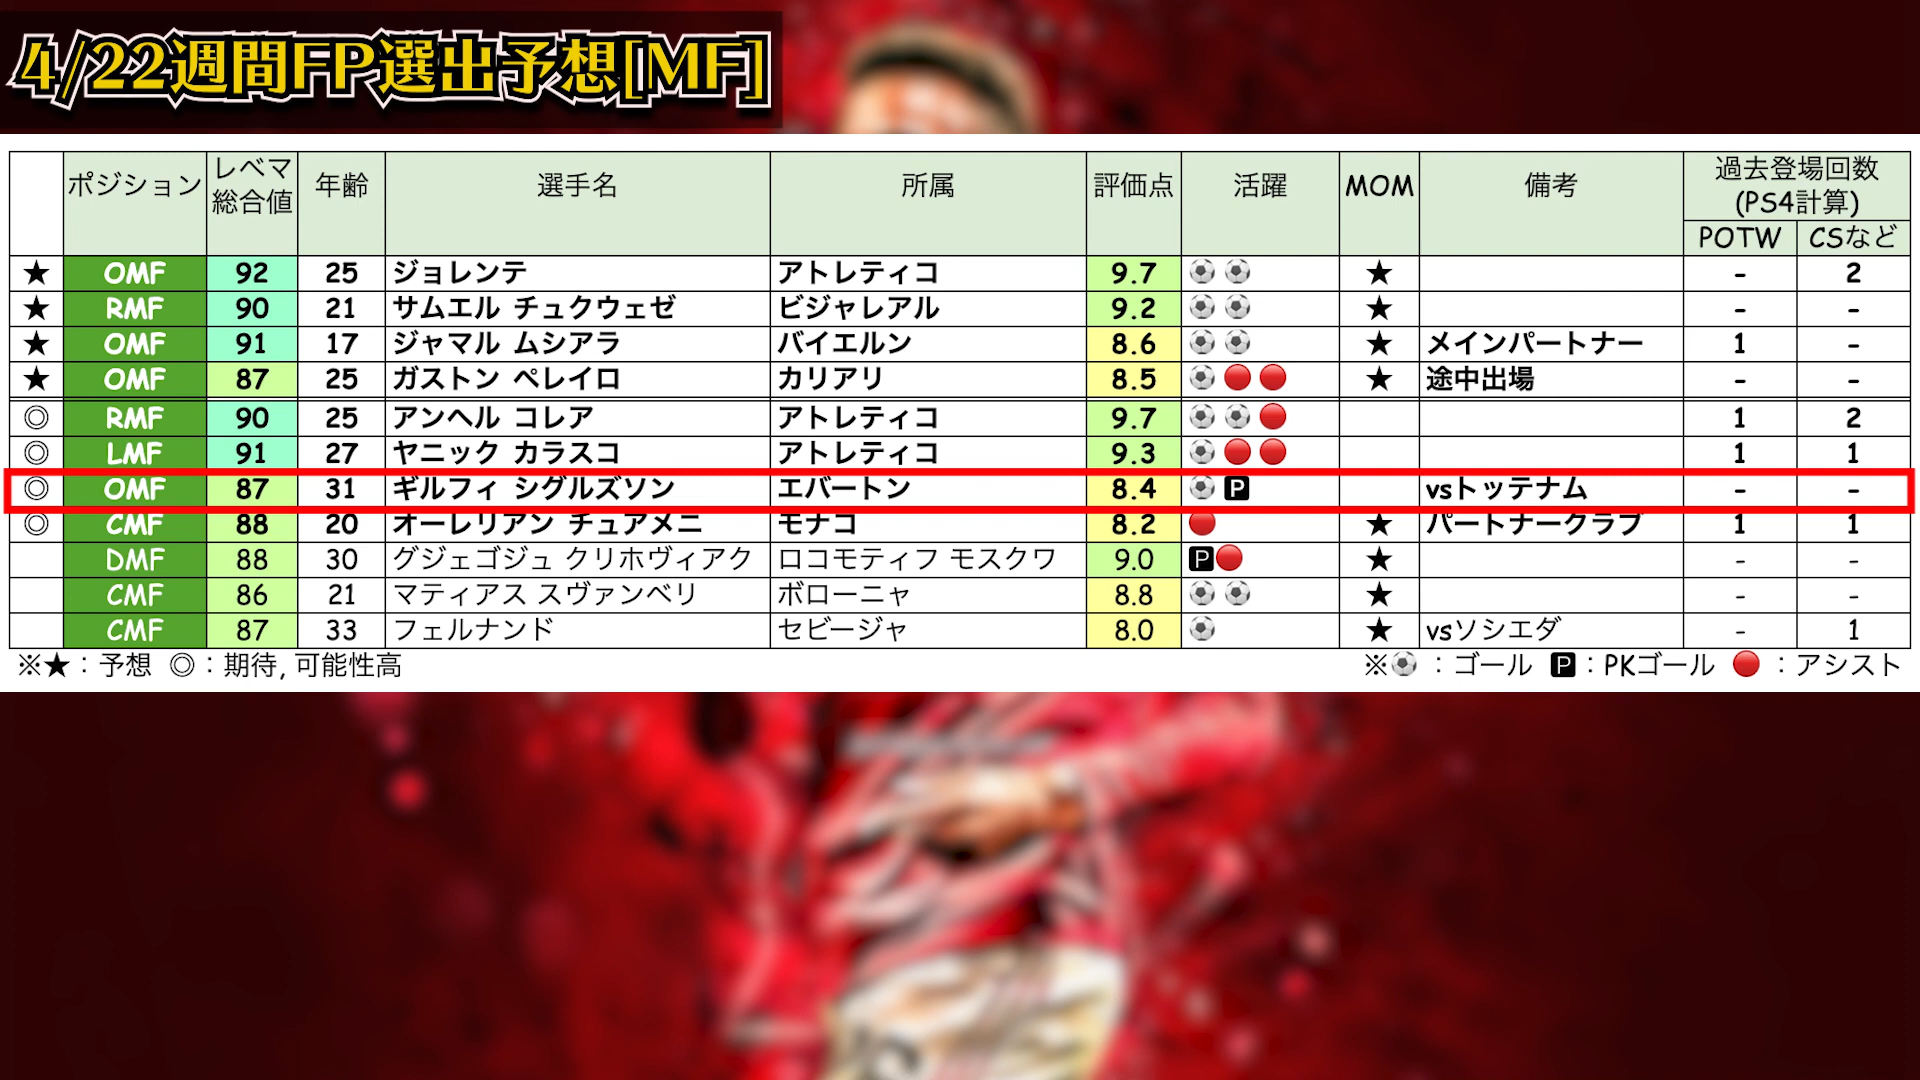 4/22週間FP選出予想[MF]
ポジション レベマ総合値 年齢 選手名 所属 評価点 活躍 MOM 備考 過去登場回数(PS4計算)
POTW CSなど
★ OMF 92 25 ジョレンテ アトレティコ 9.7 ⚽⚽ ★ - 2
★ RMF 90 21 サムエル チュクウェゼ ビジャレアル 9.2 ⚽⚽ ★ - -
★ OMF 91 17 ジャマル ムシアラ バイエルン 8.6 ⚽⚽ ★ メインパートナー 1 -
★ OMF 87 25 ガストン ペレイロ カリアリ 8.5 ⚽🔴🔴 ★ 途中出場 - -
◎ RMF 90 25 アンヘル コレア アトレティコ 9.7 ⚽⚽🔴 1 2
◎ LMF 91 27 ヤニック カラスコ アトレティコ 9.3 ⚽🔴🔴 1 1
◎ OMF 87 31 ギルフィ シグルズソン エバートン 8.4 ⚽🅿 vsトッテナム - -
◎ CMF 88 20 オーレリアン チュアメニ モナコ 8.2 🔴 ★ パートナークラブ 1 1
DMF 88 30 グジェゴジュ クリホヴィアク ロコモティフ モスクワ 9.0 🅿🔴 ★ - -
CMF 86 21 マティアス スヴァンベリ ボローニャ 8.8 ⚽⚽ ★ - -
CMF 87 33 フェルナンド セビージャ 8.0 ⚽ ★ vsソシエダ - 1
※★：予想 ◎：期待, 可能性高 ※⚽：ゴール 🅿：PKゴール 🔴：アシスト